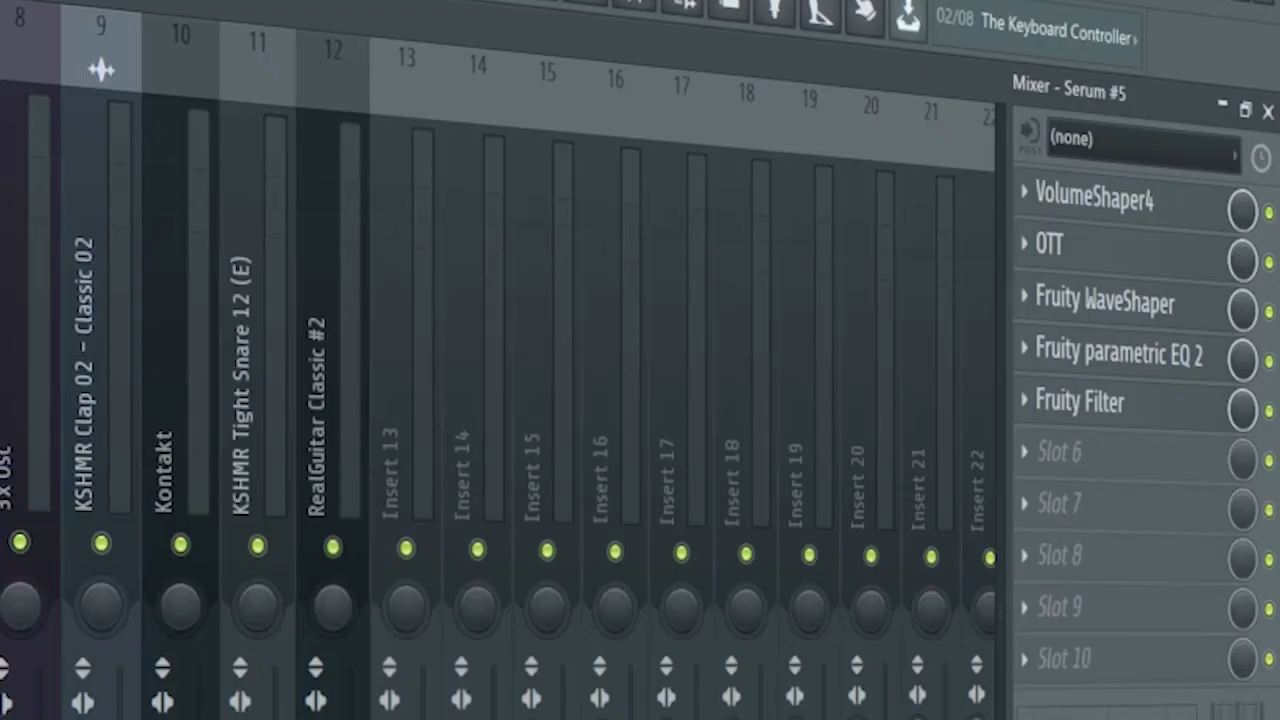 02/08 The Keyboard Controller
8 9 10 11 12 13 14 15 16 17 18 19 20 21 22
Mixer - Serum #5
POST
(none)
VolumeShaper4
OTT
Fruity WaveShaper
Fruity parametric EQ 2
Fruity Filter
Slot 6
Slot 7
Slot 8
Slot 9
Slot 10
3x Osc
KSHMR Clap 02 - Classic 02
Kontakt
KSHMR Tight Snare 12 (E)
RealGuitar Classic #2
Insert 13
Insert 14
Insert 15
Insert 16
Insert 17
Insert 18
Insert 19
Insert 20
Insert 21
Insert 22